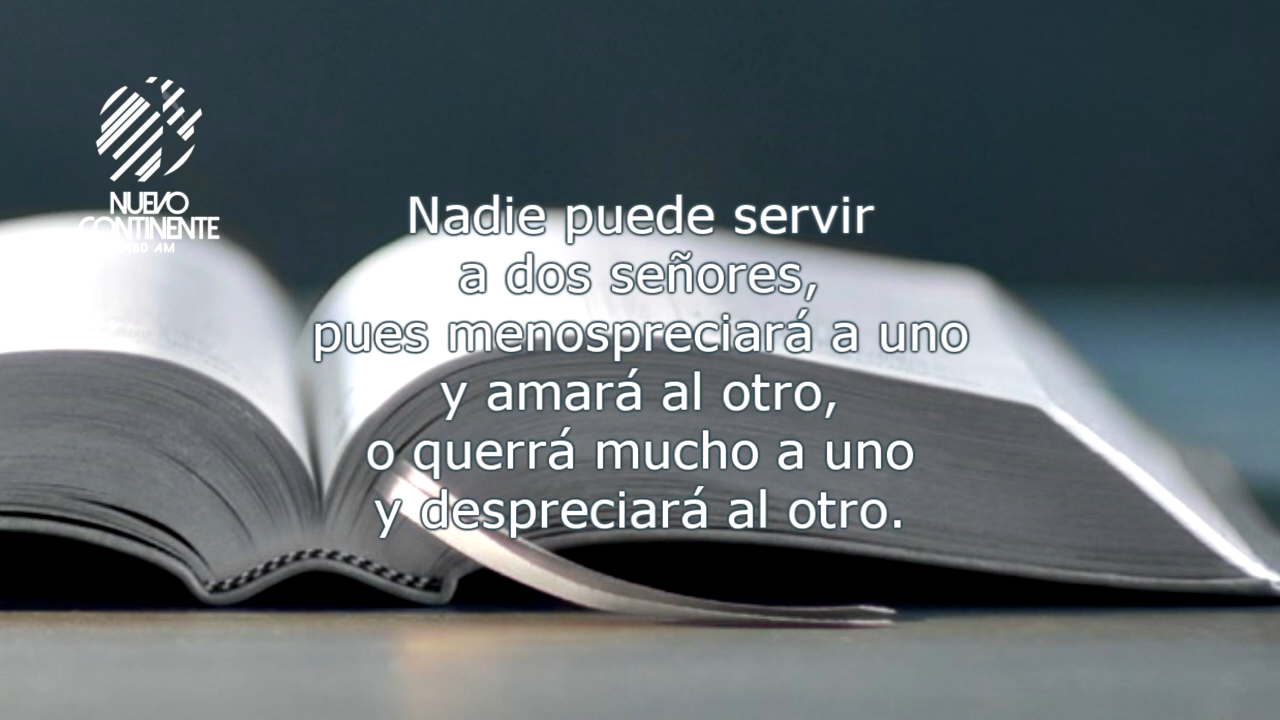 NUEVO
CONTINENTE
AM
Nadie puede servir
a dos señores,
pues menospreciará a uno
y amará al otro,
o querrá mucho a uno
y despreciará al otro.